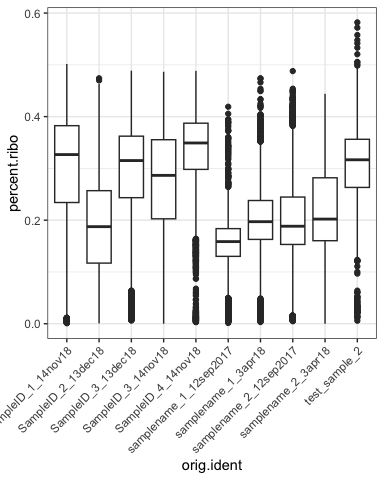 0.6
0.4
0.2
0.0
percent.ribo
SampleID_2_13dec18
SampleID_3_13dec18
SampleID_3_14nov18
SampleID_4_14nov18
samplename_1_12sep2017
samplename_1_3apr18
samplename_2_12sep2017
samplename_2_3apr18
test_sample_2
orig.ident